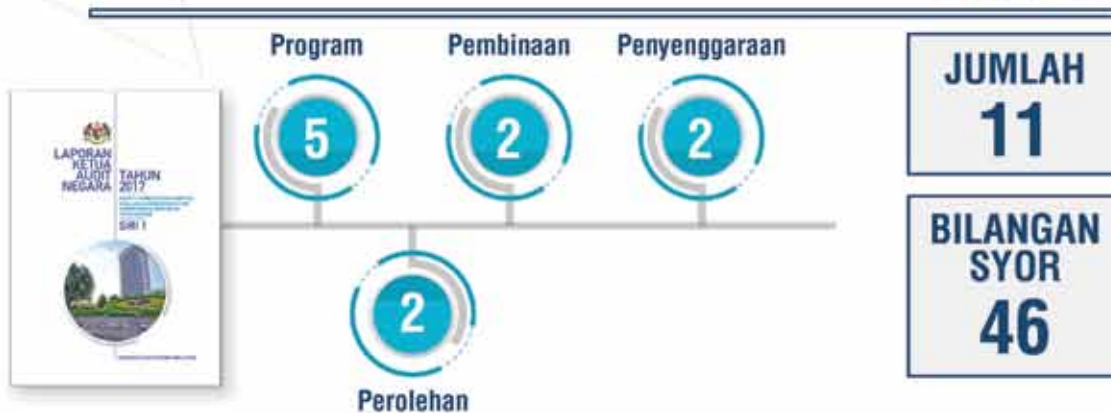 Program
Pembinaan
Penyenggaraan
5
2
2
2
Perolehan
LAPORAN
KETUA
AUDIT
NEGARA
TAHUN
2017
SIRI 1
JUMLAH
11
BILANGAN
SYOR
46